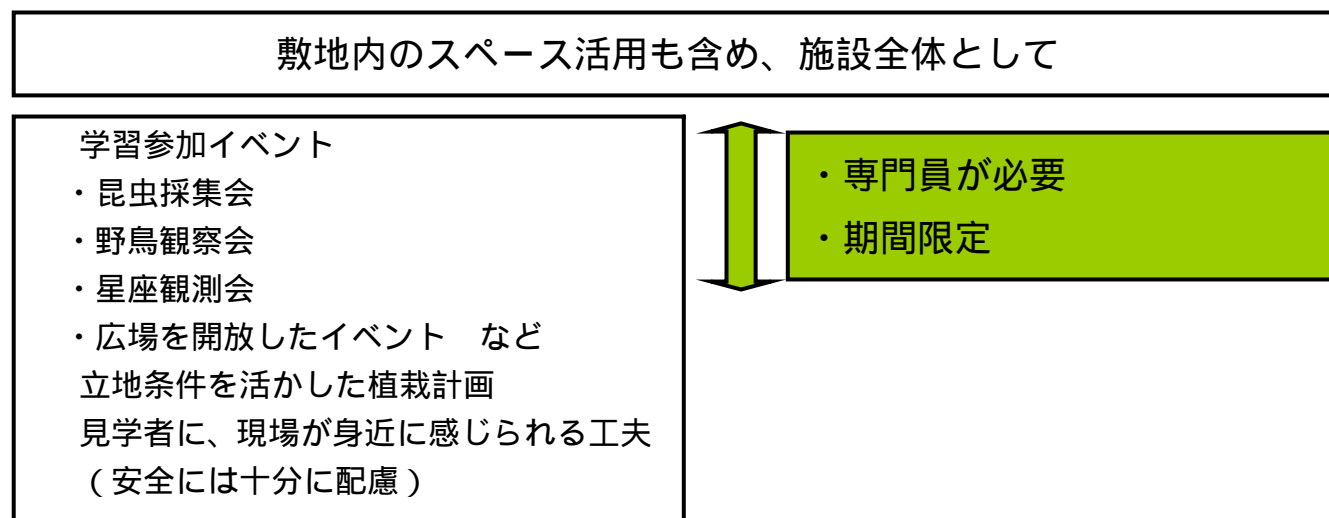 敷地内のスペース活用も含め、施設全体として
学習参加イベント
・昆虫採集会
・野鳥観察会
・星座観測会
・広場を開放したイベント　など
立地条件を活かした植栽計画
見学者に、現場が身近に感じられる工夫
（安全には十分に配慮）
・専門員が必要
・期間限定